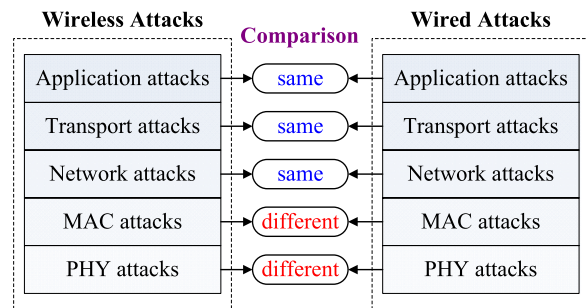 Wireless Attacks
Comparison
Wired Attacks
Application attacks
same
Application attacks
Transport attacks
same
Transport attacks
Network attacks
same
Network attacks
MAC attacks
different
MAC attacks
PHY attacks
different
PHY attacks